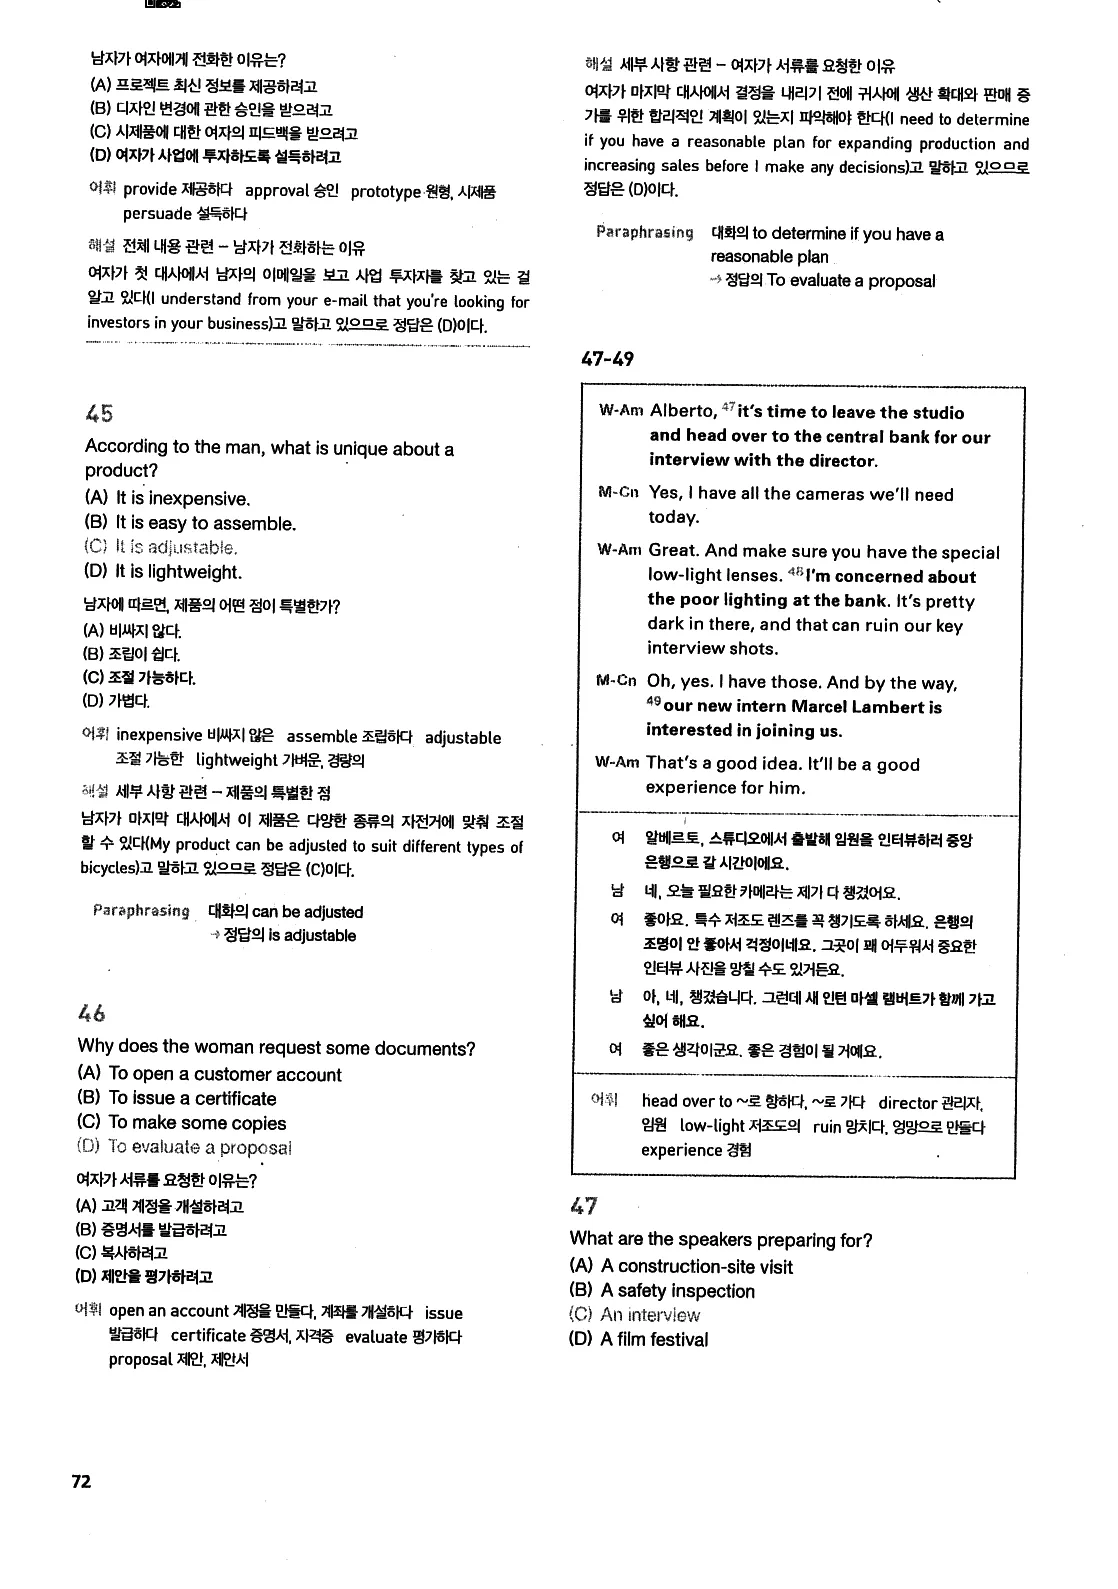 남자가 여자에게 전화한 이유는?
(A) 프로젝트 최신 정보를 제공하려고
(B) 디자인 변경에 관한 승인을 받으려고
(C) 시제품에 대한 여자의 피드백을 받으려고
(D) 여자가 사업에 투자하도록 설득하려고
어휘 provide 제공하다 approval 승인 prototype 원형, 시제품
persuade 설득하다
해설 전체 내용 관련 – 남자가 전화하는 이유
여자가 첫 대사에서 남자의 이메일을 보고 사업 투자자를 찾고 있는 걸
알고 있다(I understand from your e-mail that you're looking for
investors in your business)고 말하고 있으므로 정답은 (D)이다.
45
According to the man, what is unique about a
product?
(A) It is inexpensive.
(B) It is easy to assemble.
(C) It is adjustable.
(D) It is lightweight.
남자에 따르면, 제품의 어떤 점이 특별한가?
(A) 비싸지 않다.
(B) 조립이 쉽다.
(C) 조절 가능하다.
(D) 가볍다.
어휘 inexpensive 비싸지 않은 assemble 조립하다 adjustable
조절 가능한 lightweight 가벼운, 경량의
해설 세부 사항 관련 – 제품의 특별한 점
남자가 마지막 대사에서 이 제품은 다양한 종류의 자전거에 맞춰 조절
할 수 있다(My product can be adjusted to suit different types of
bicycles)고 말하고 있으므로 정답은 (C)이다.
Paraphrasing 대화의 can be adjusted
→ 정답의 is adjustable
46
Why does the woman request some documents?
(A) To open a customer account
(B) To issue a certificate
(C) To make some copies
(D) To evaluate a proposal
여자가 서류를 요청한 이유는?
(A) 고객 계정을 개설하려고
(B) 증명서를 발급하려고
(C) 복사하려고
(D) 제안을 평가하려고
어휘 open an account 계정을 만들다, 계좌를 개설하다 issue
발급하다 certificate 증명서, 자격증 evaluate 평가하다
proposal 제안, 제안서
72
해설 세부 사항 관련 – 여자가 서류를 요청한 이유
여자가 마지막 대사에서 결정을 내리기 전에 귀사에 생산 확대와 판매 증
가를 위한 합리적인 계획이 있는지 파악해야 한다(I need to determine
if you have a reasonable plan for expanding production and
increasing sales before I make any decisions)고 말하고 있으므로
정답은 (D)이다.
Paraphrasing 대화의 to determine if you have a
reasonable plan
→ 정답의 To evaluate a proposal
47-49
W-Am Alberto, 47it's time to leave the studio
and head over to the central bank for our
interview with the director.
M-Cn Yes, I have all the cameras we'll need
today.
W-Am Great. And make sure you have the special
low-light lenses. 48I'm concerned about
the poor lighting at the bank. It's pretty
dark in there, and that can ruin our key
interview shots.
M-Cn Oh, yes. I have those. And by the way,
49our new intern Marcel Lambert is
interested in joining us.
W-Am That's a good idea. It'll be a good
experience for him.
여 알베르토, 스튜디오에서 출발해 임원을 인터뷰하러 중앙
은행으로 갈 시간이에요.
남 네, 오늘 필요한 카메라는 제가 다 챙겼어요.
여 좋아요. 특수 저조도 렌즈를 꼭 챙기도록 하세요. 은행의
조명이 안 좋아서 걱정이네요. 그곳이 꽤 어두워서 중요한
인터뷰 사진을 망칠 수도 있거든요.
남 아, 네, 챙겼습니다. 그런데 새 인턴 마셀 램버트가 함께 가고
싶어 해요.
여 좋은 생각이군요. 좋은 경험이 될 거예요.
어휘 head over to ~로 향하다, ~로 가다 director 관리자,
임원 low-light 저조도의 ruin 망치다, 엉망으로 만들다
experience 경험
47
What are the speakers preparing for?
(A) A construction-site visit
(B) A safety inspection
(C) An interview
(D) A film festival